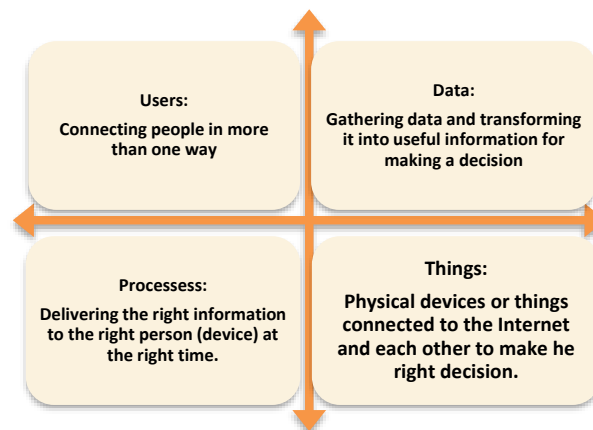 Users:
Connecting people in more
than one way
Data:
Gathering data and transforming
it into useful information for
making a decision
Processess:
Delivering the right information
to the right person (device) at
the right time.
Things:
Physical devices or things
connected to the Internet
and each other to make he
right decision.